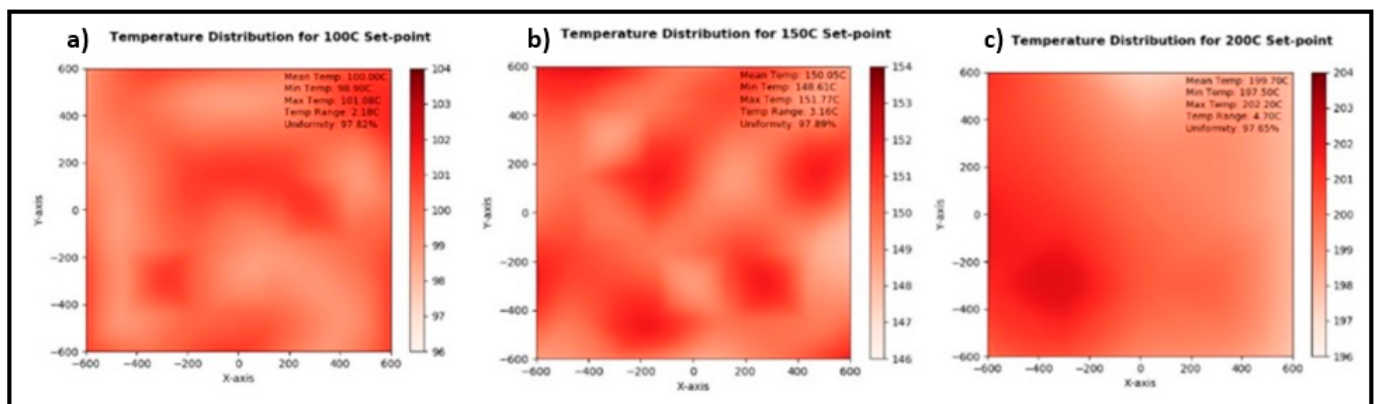 a) Temperature Distribution for 100C Set-point
Mean Temp: 100.00C
Min Temp: 98.90C
Max Temp: 101.08C
Temp Range: 2.18C
Uniformity: 97.82%
600
400
200
0
−200
−400
−600
Y-axis
−600 −400 −200 0 200 400 600
X-axis
104
103
102
101
100
99
98
97
96
b) Temperature Distribution for 150C Set-point
Mean Temp: 150.05C
Min Temp: 148.61C
Max Temp: 151.77C
Temp Range: 3.16C
Uniformity: 97.89%
600
400
200
0
−200
−400
−600
Y-axis
−600 −400 −200 0 200 400 600
X-axis
154
153
152
151
150
149
148
147
146
c) Temperature Distribution for 200C Set-point
Mean Temp: 199.70C
Min Temp: 197.50C
Max Temp: 202.20C
Temp Range: 4.70C
Uniformity: 97.65%
600
400
200
0
−200
−400
−600
Y-axis
−600 −400 −200 0 200 400 600
X-axis
204
203
202
201
200
199
198
197
196